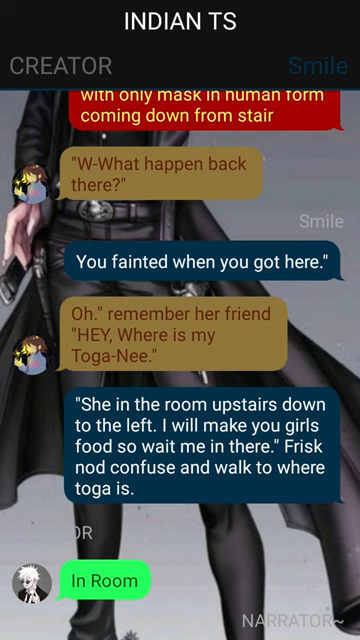 INDIAN TS
CREATOR
Smile
with only mask in human form
coming down from stair
"W-What happen back
there?"
Smile
You fainted when you got here."
Oh." remember her friend
"HEY, Where is my
Toga-Nee."
"She in the room upstairs down
to the left. I will make you girls
food so wait me in there." Frisk
nod confuse and walk to where
toga is.
OR
In Room
NARRATOR~